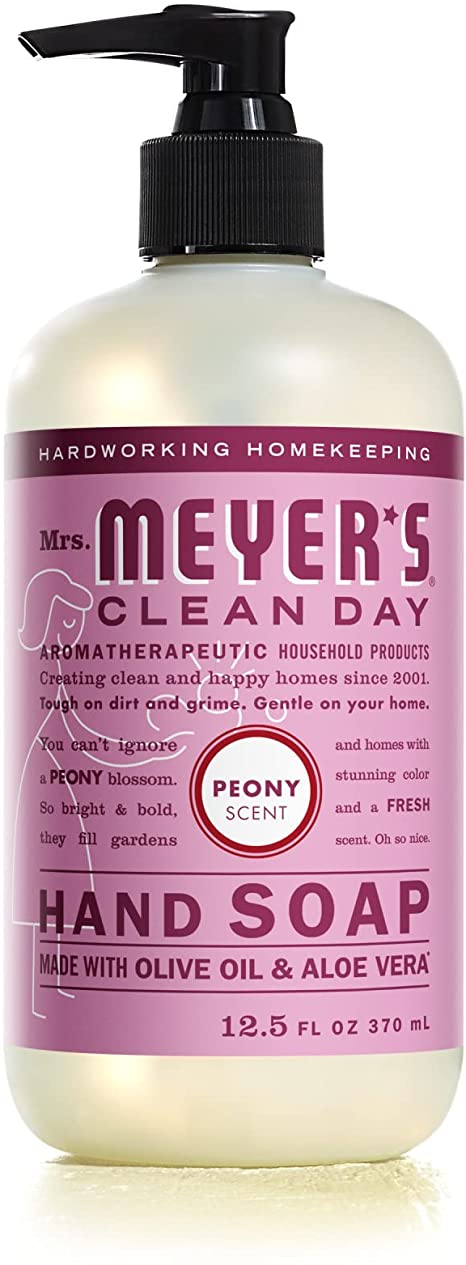 HARDWORKING HOMEKEEPING
Mrs. MEYER'S®
CLEAN DAY
AROMATHERAPEUTIC HOUSEHOLD PRODUCTS
Creating clean and happy homes since 2001.
Tough on dirt and grime. Gentle on your home.
You can't ignore
a PEONY blossom.
So bright & bold,
they fill gardens
PEONY
SCENT
and homes with
stunning color
and a FRESH
scent. Oh so nice.
HAND SOAP
MADE WITH OLIVE OIL & ALOE VERA*
12.5 FL OZ 370 mL